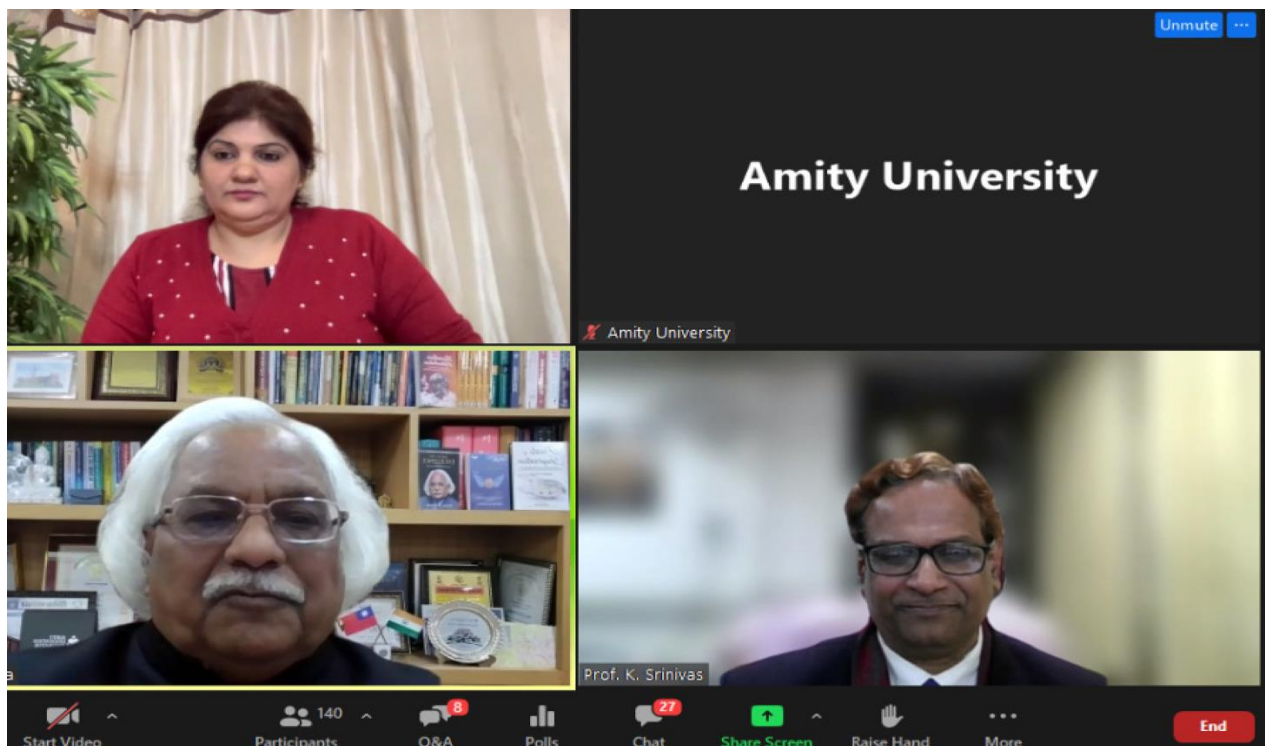 Unmute
Amity University
Amity University
a
Prof. K. Srinivas
Start Video
140
Participants
8
Q&A
Polls
27
Chat
Share Screen
Raise Hand
More
End